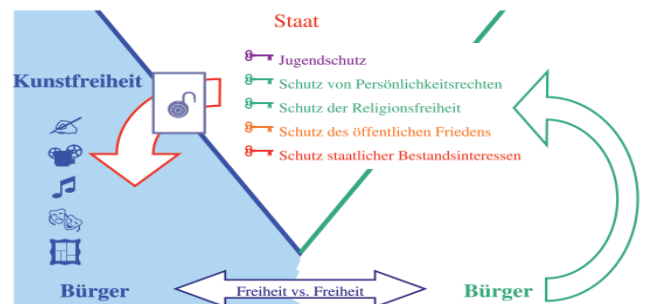 Staat
Jugendschutz
Kunstfreiheit
Schutz von Persönlichkeitsrechten
Schutz der Religionsfreiheit
Schutz des öffentlichen Friedens
Schutz staatlicher Bestandsinteressen
Bürger
Freiheit vs. Freiheit
Bürger